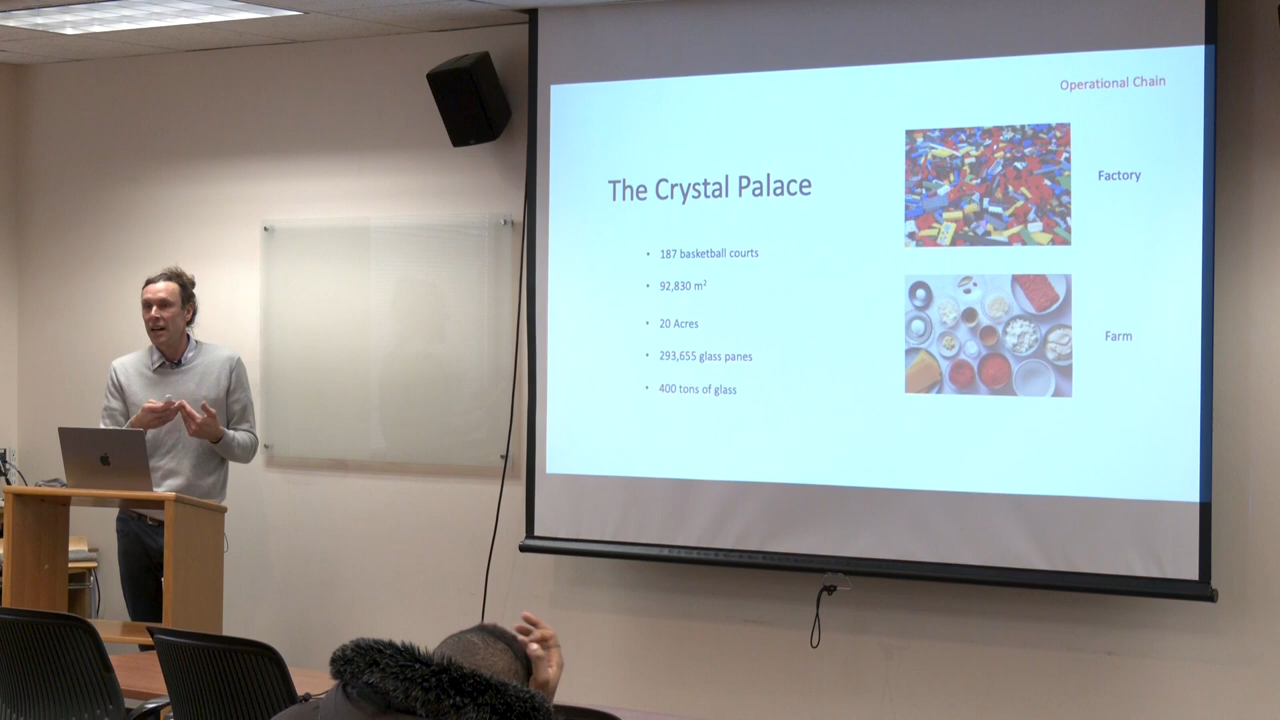 Operational Chain
The Crystal Palace
• 187 basketball courts
• 92,830 m²
• 20 Acres
• 293,655 glass panes
• 400 tons of glass
Factory
Farm